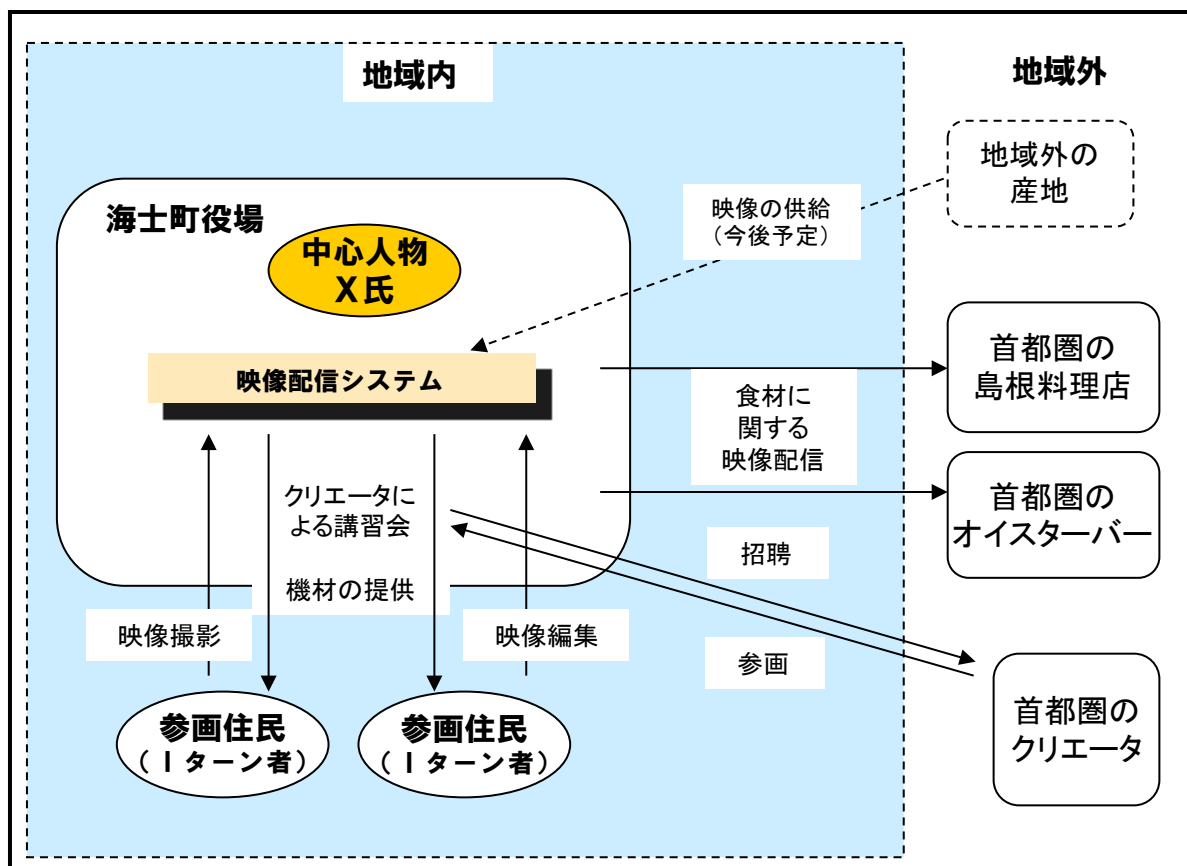 地域内
地域外
地域外の
産地
映像の供給
(今後予定)
海士町役場
中心人物
X氏
映像配信システム
首都圏の
島根料理店
食材に
関する
映像配信
首都圏の
オイスターバー
クリエータに
よる講習会
機材の提供
招聘
映像撮影
映像編集
参画
参画住民
(Iターン者)
参画住民
(Iターン者)
首都圏の
クリエータ